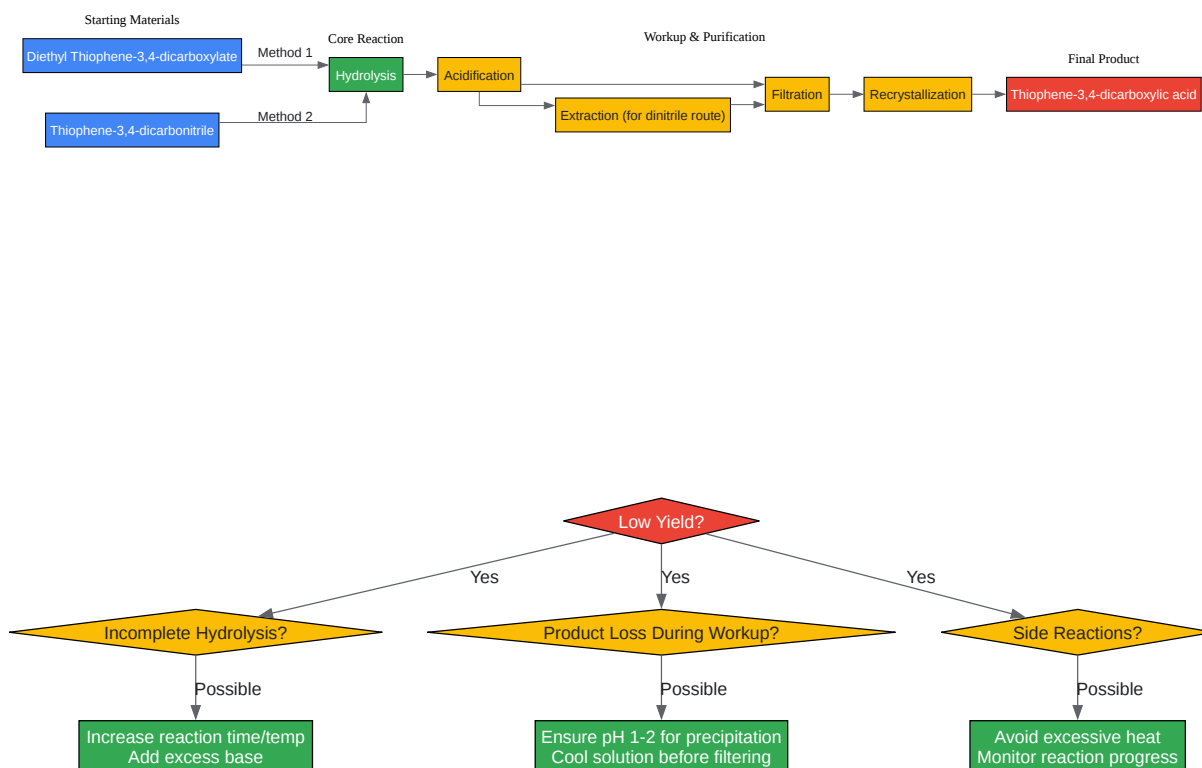 Starting Materials
Core Reaction
Workup & Purification
Final Product
Diethyl Thiophene-3,4-dicarboxylate
Method 1
Hydrolysis
Acidification
Filtration
Recrystallization
Thiophene-3,4-dicarboxylic acid
Extraction (for dinitrile route)
Method 2
Thiophene-3,4-dicarbonitrile
Low Yield?
Yes
Yes
Yes
Incomplete Hydrolysis?
Product Loss During Workup?
Side Reactions?
Possible
Possible
Possible
Increase reaction time/temp
Add excess base
Ensure pH 1-2 for precipitation
Cool solution before filtering
Avoid excessive heat
Monitor reaction progress